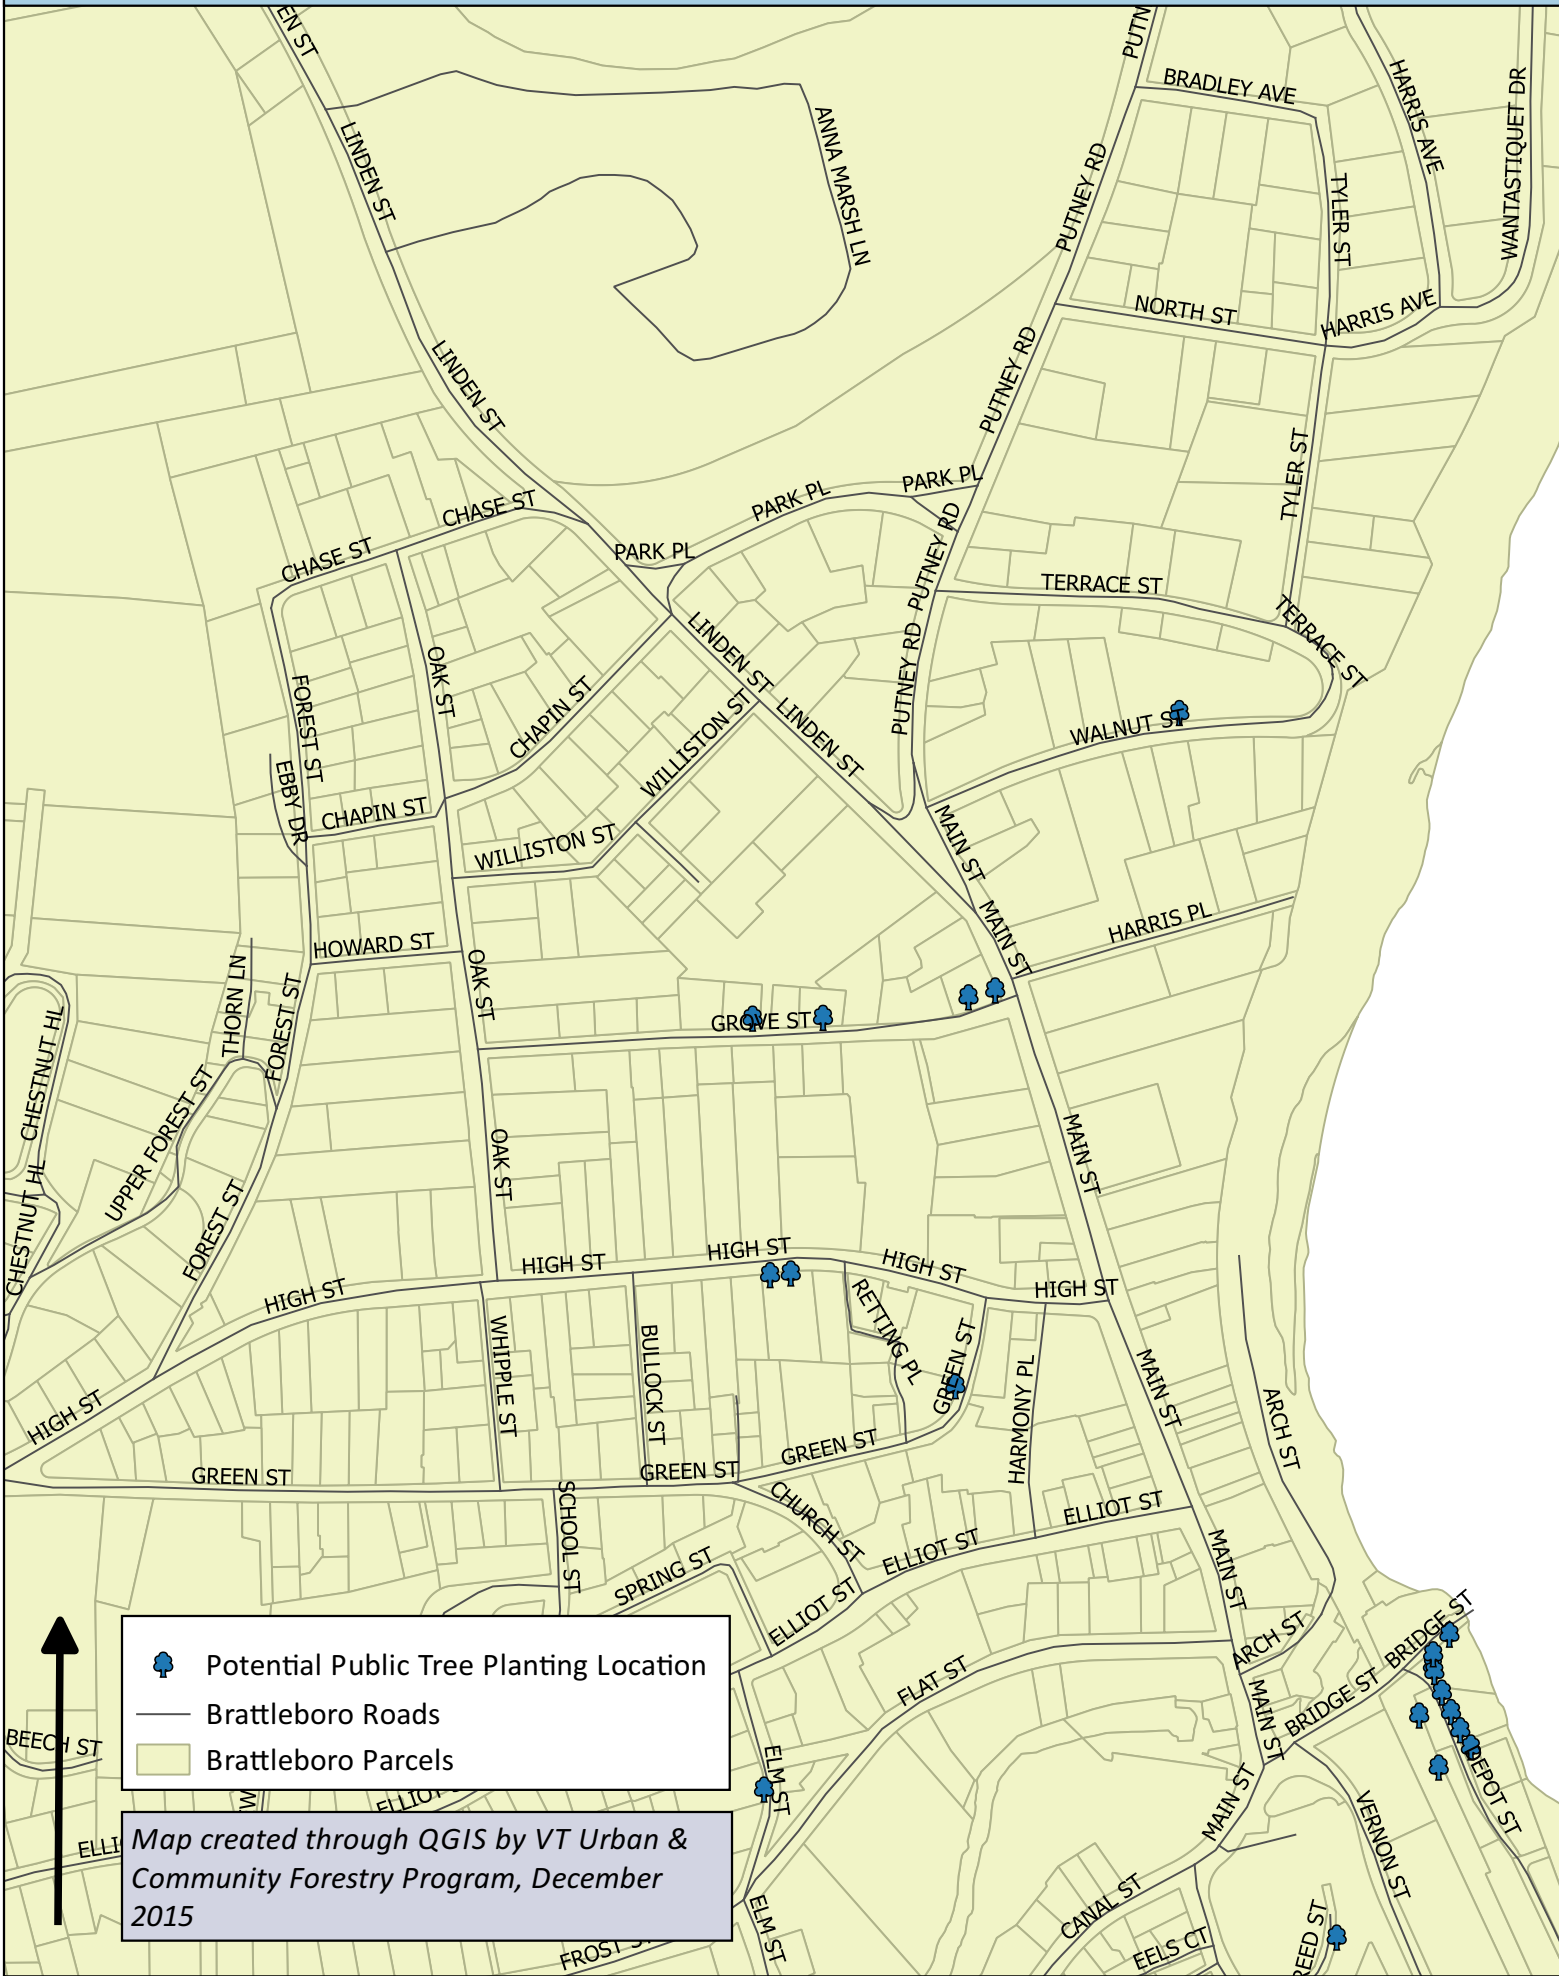 BRADLEY AVE
HARRIS AVE
WANTASTIQUET DR
LINDEN ST
ANNA MARSH LN
PUTNEY RD
TYLER ST
NORTH ST
HARRIS AVE
LINDEN ST
PUTNEY RD
TYLER ST
PARK PL
PARK PL
CHASE ST
CHASE ST
PARK PL
PUTNEY RD
TERRACE ST
TERRACE ST
LINDEN ST
OAK ST
FOREST ST
CHAPIN ST
WILLISTON ST
LINDEN ST
PUTNEY RD
WALNUT ST
EBBY DR
CHAPIN ST
WILLISTON ST
MAIN ST
MAIN ST
HARRIS PL
HOWARD ST
OAK ST
THORN LN
FOREST ST
GROVE ST
CHESTNUT HL
UPPER FOREST ST
OAK ST
MAIN ST
CHESTNUT HL
FOREST ST
HIGH ST
HIGH ST
HIGH ST
HIGH ST
HIGH ST
RETTING PL
WHIPPLE ST
BULLOCK ST
GREEN ST
HARMONY PL
MAIN ST
ARCH ST
HIGH ST
GREEN ST
GREEN ST
GREEN ST
SCHOOL ST
CHURCH ST
ELLIOT ST
ELLIOT ST
SPRING ST
ELLIOT ST
MAIN ST
ARCH ST
BRIDGE ST
BRIDGE ST
FLAT ST
MAIN ST
Potential Public Tree Planting Location
Brattleboro Roads
Brattleboro Parcels
BEECH ST
ELM ST
DEPOT ST
MAIN ST
VERNON ST
Map created through QGIS by VT Urban &
Community Forestry Program, December
2015
CANAL ST
ELM ST
EELS CT